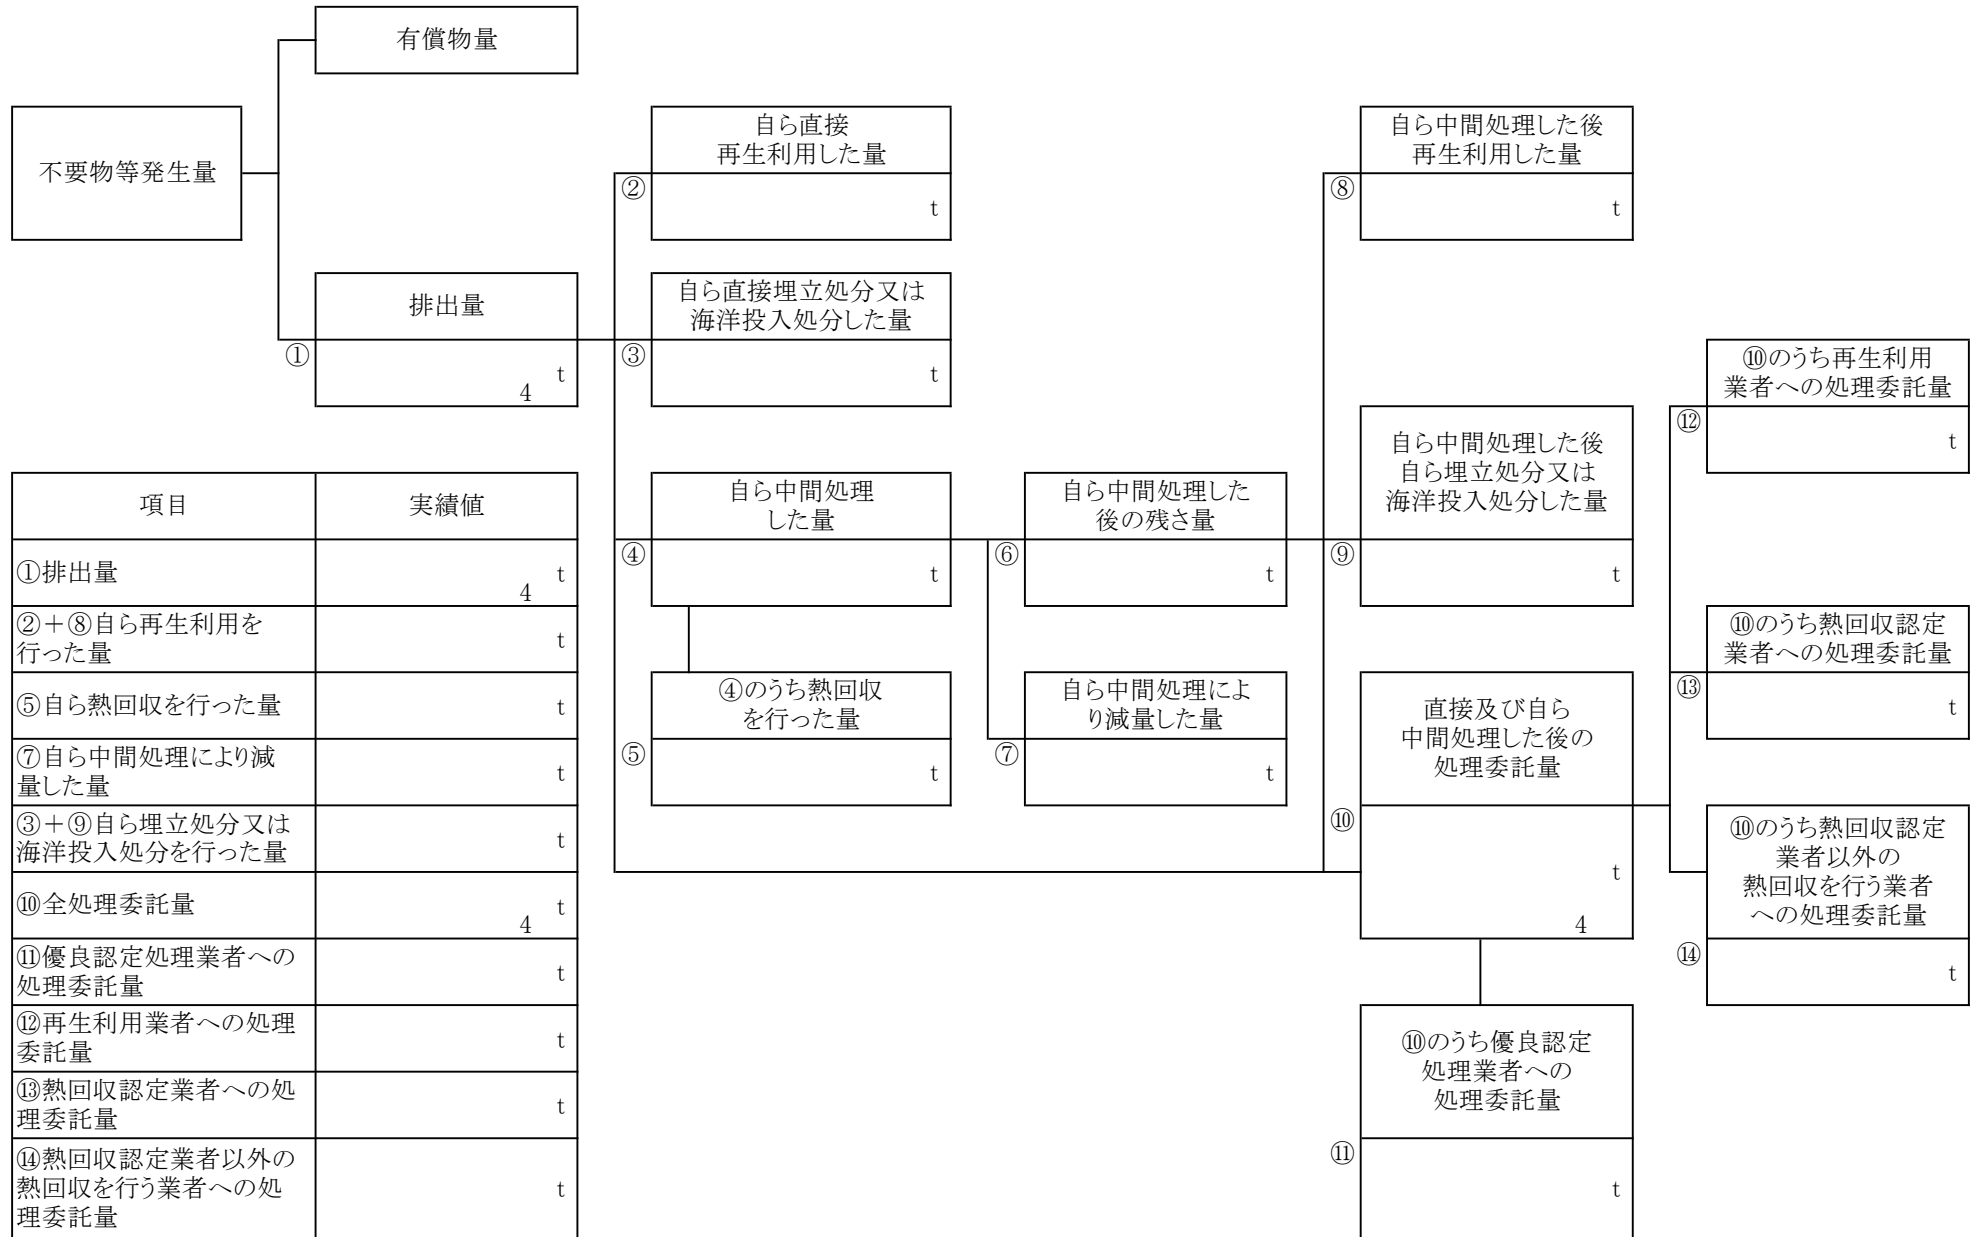 有償物量
不要物等発生量
排出量
①
t
4
自ら直接
再生利用した量
②
t
自ら直接埋立処分又は
海洋投入処分した量
③
t
自ら中間処理
した量
④
t
④のうち熱回収
を行った量
⑤
t
自ら中間処理した
後の残さ量
⑥
t
自ら中間処理によ
り減量した量
⑦
t
自ら中間処理した後
再生利用した量
⑧
t
自ら中間処理した後
自ら埋立処分又は
海洋投入処分した量
⑨
t
直接及び自ら
中間処理した後の
処理委託量
⑩
t
4
⑩のうち優良認定
処理業者への
処理委託量
⑪
t
⑩のうち再生利用
業者への処理委託量
⑫
t
⑩のうち熱回収認定
業者への処理委託量
⑬
t
⑩のうち熱回収認定
業者以外の
熱回収を行う業者
への処理委託量
⑭
t
項目 実績値
①排出量 t
4
②+⑧自ら再生利用を
行った量 t
⑤自ら熱回収を行った量 t
⑦自ら中間処理により減
量した量 t
③+⑨自ら埋立処分又は
海洋投入処分を行った量 t
⑩全処理委託量 t
4
⑪優良認定処理業者への
処理委託量 t
⑫再生利用業者への処理
委託量 t
⑬熱回収認定業者への処
理委託量 t
⑭熱回収認定業者以外の
熱回収を行う業者への処 t
理委託量